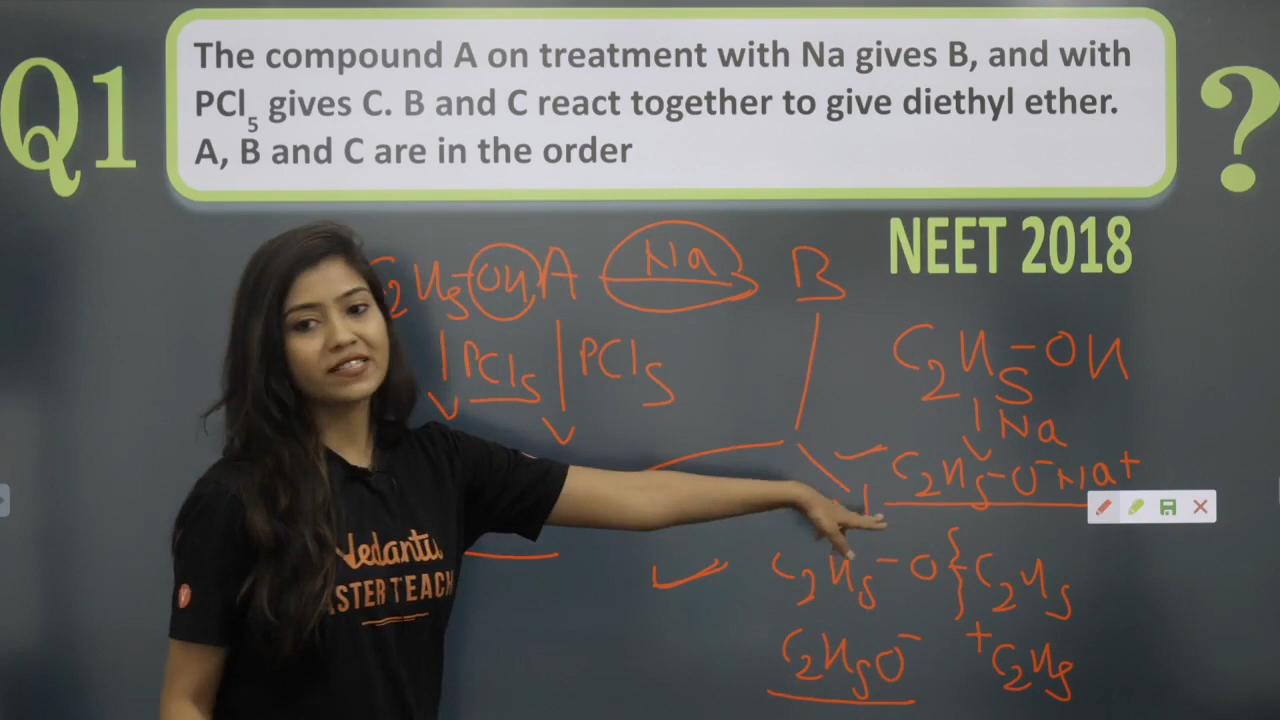 Q1
The compound A on treatment with Na gives B, and with
PCl5 gives C. B and C react together to give diethyl ether.
A, B and C are in the order
?
NEET 2018
C2H5-OH A Na B
PCl5 PCl5
C2H5-OH
Na
C2H5-O-Na+
C2H5-O C2H5
C2H5O- +C2H5
Vedantu
MASTER TEACH